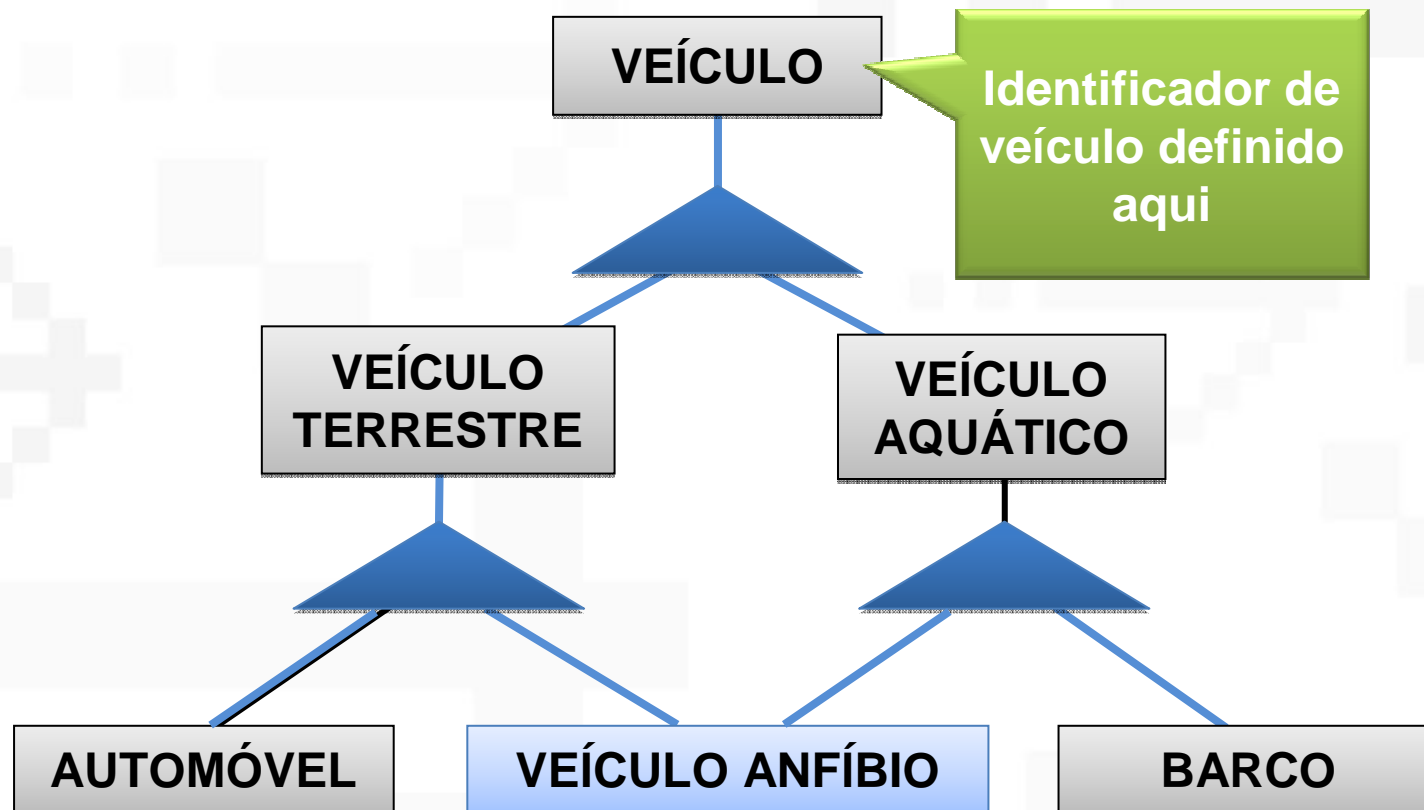 VEÍCULO
Identificador de
veículo definido
aqui
VEÍCULO
TERRESTRE
VEÍCULO
AQUÁTICO
AUTOMÓVEL
VEÍCULO ANFÍBIO
BARCO